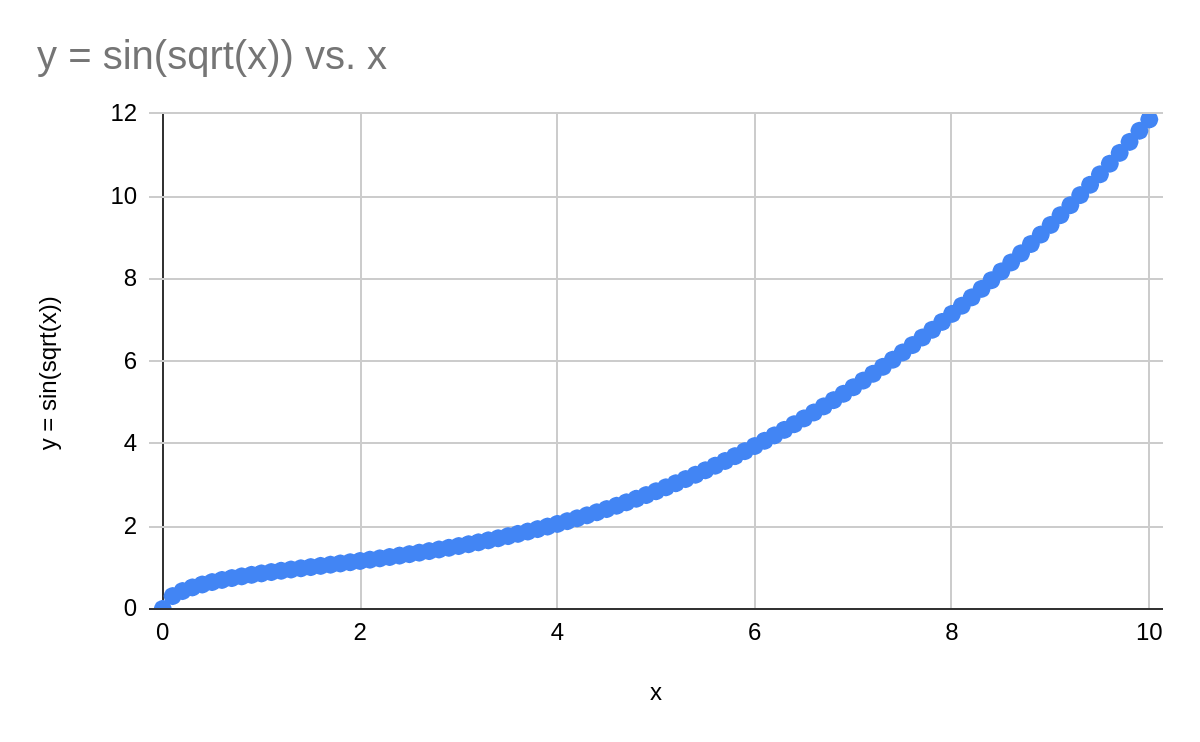 y = sin(sqrt(x)) vs. x
12
10
8
6
4
2
0
y = sin(sqrt(x))
0 2 4 6 8 10
x